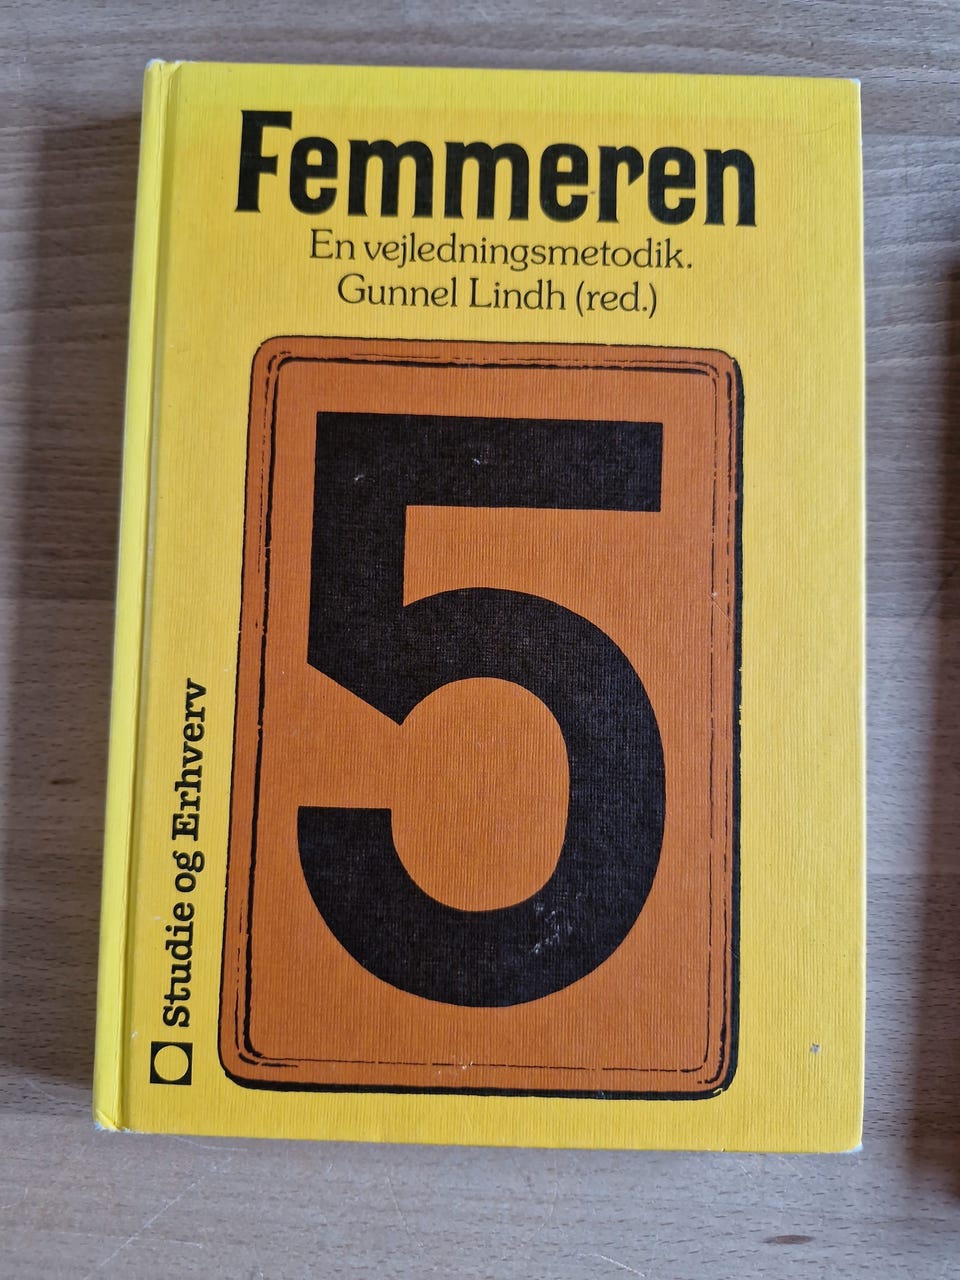 Femmeren
En vejledningsmetodik.
Gunnel Lindh (red.)
5
Studie og Erhverv